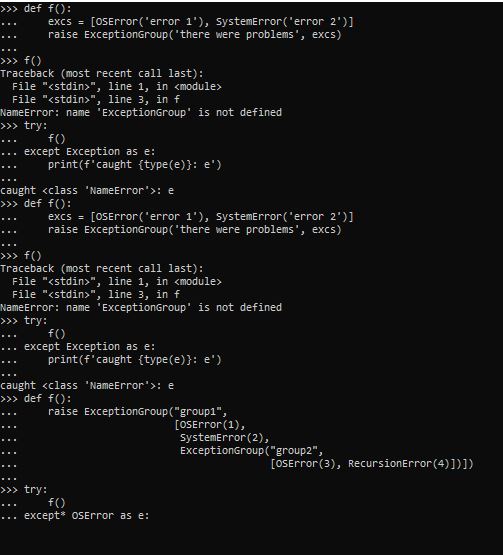 >>> def f():
...     excs = [OSError('error 1'), SystemError('error 2')]
...     raise ExceptionGroup('there were problems', excs)
...
>>> f()
Traceback (most recent call last):
  File "<stdin>", line 1, in <module>
  File "<stdin>", line 3, in f
NameError: name 'ExceptionGroup' is not defined
>>> try:
...     f()
... except Exception as e:
...     print(f'caught {type(e)}: e')
...
caught <class 'NameError'>: e
>>> def f():
...     excs = [OSError('error 1'), SystemError('error 2')]
...     raise ExceptionGroup('there were problems', excs)
...
>>> f()
Traceback (most recent call last):
  File "<stdin>", line 1, in <module>
  File "<stdin>", line 3, in f
NameError: name 'ExceptionGroup' is not defined
>>> try:
...     f()
... except Exception as e:
...     print(f'caught {type(e)}: e')
...
caught <class 'NameError'>: e
>>> def f():
...     raise ExceptionGroup("group1",
...                         [OSError(1),
...                          SystemError(2),
...                          ExceptionGroup("group2",
...                                        [OSError(3), RecursionError(4)])])
...
>>> try:
...     f()
... except* OSError as e: